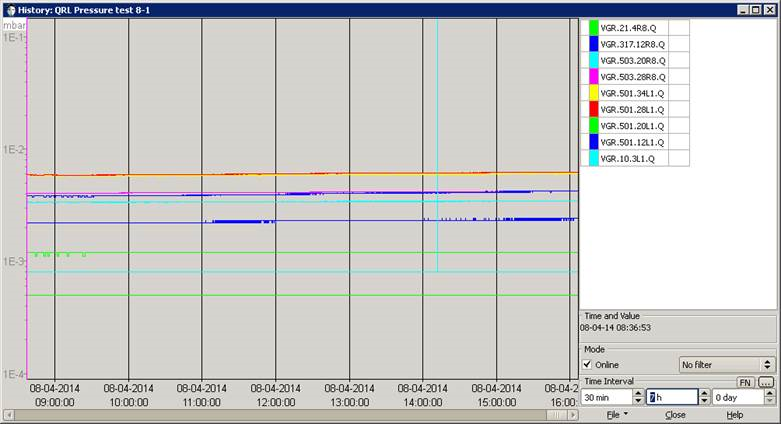 History: QRL Pressure test 8-1
mbar
1E-1
1E-2
1E-3
1E-4
08-04-2014 08-04-2014 08-04-2014 08-04-2014 08-04-2014 08-04-2014 08-04-2014 08-04-2014
09:00:00 10:00:00 11:00:00 12:00:00 13:00:00 14:00:00 15:00:00 16:00:
VGR.21.4R8.Q
VGR.317.12R8.Q
VGR.503.20R8.Q
VGR.503.28R8.Q
VGR.501.34L1.Q
VGR.501.28L1.Q
VGR.501.20L1.Q
VGR.501.12L1.Q
VGR.10.3L1.Q
Time and Value
08-04-14 08:36:53
Mode
Online No filter
Time Interval FN ...
30 min 7 h 0 day
File Close Help